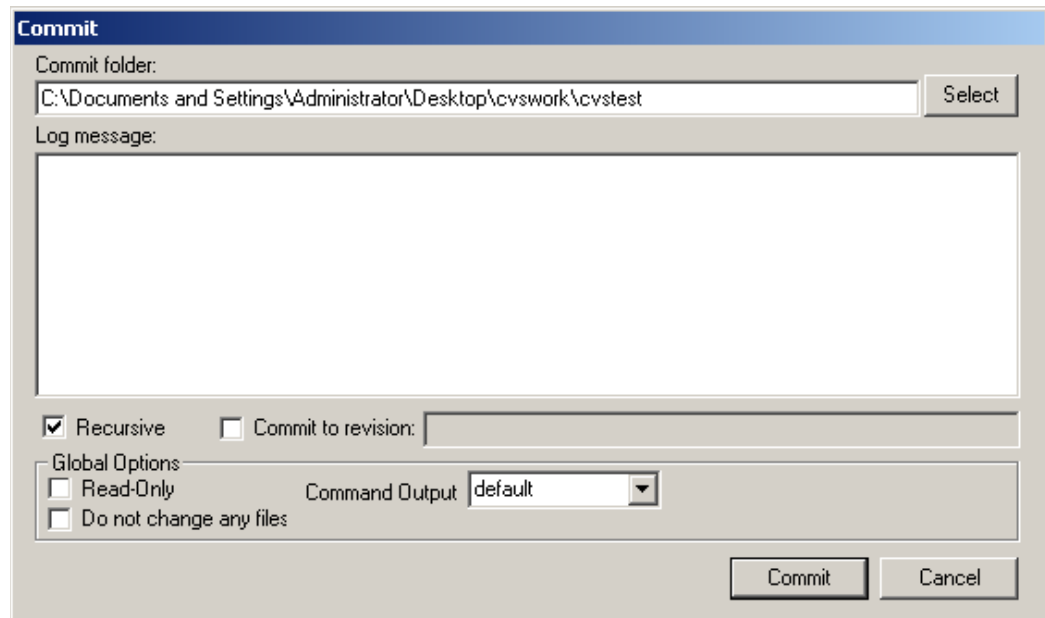 Commit
Commit folder:
C:\Documents and Settings\Administrator\Desktop\cvswork\cvstest
Select
Log message:
Recursive
Commit to revision:
Global Options
Read-Only
Command Output
default
Do not change any files
Commit
Cancel